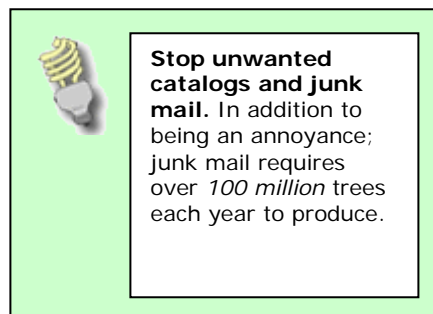 Stop unwanted
catalogs and junk
mail. In addition to
being an annoyance;
junk mail requires
over 100 million trees
each year to produce.